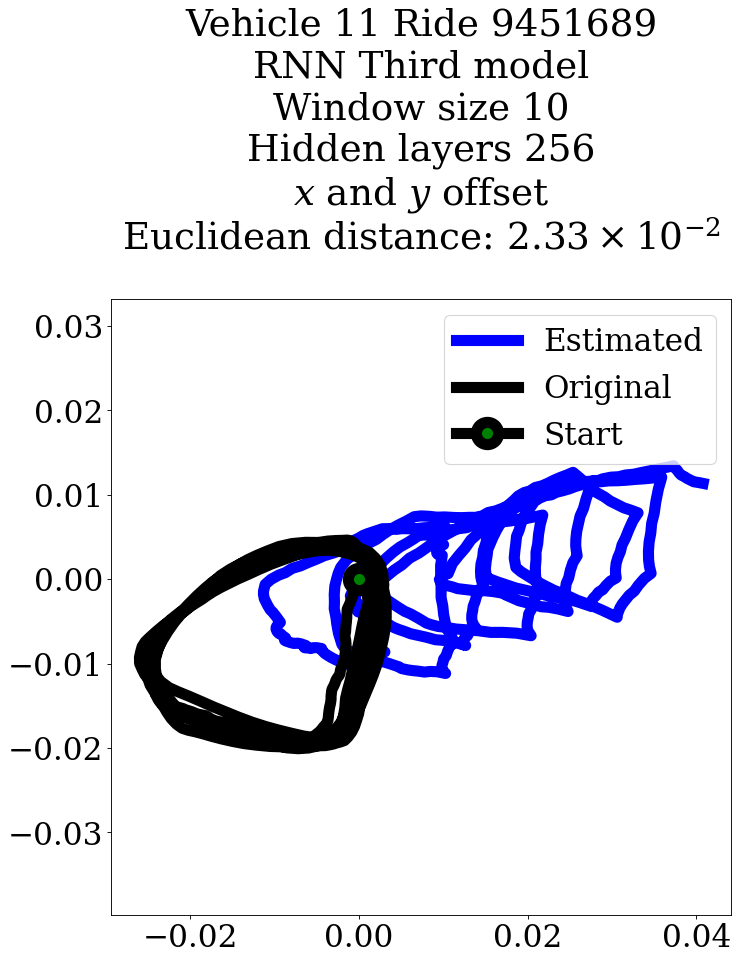 Vehicle 11 Ride 9451689
RNN Third model
Window size 10
Hidden layers 256
x and y offset
Euclidean distance: 2.33 × 10⁻²
Estimated
Original
Start
0.03
0.02
0.01
0.00
−0.01
−0.02
−0.03
−0.02 0.00 0.02 0.04